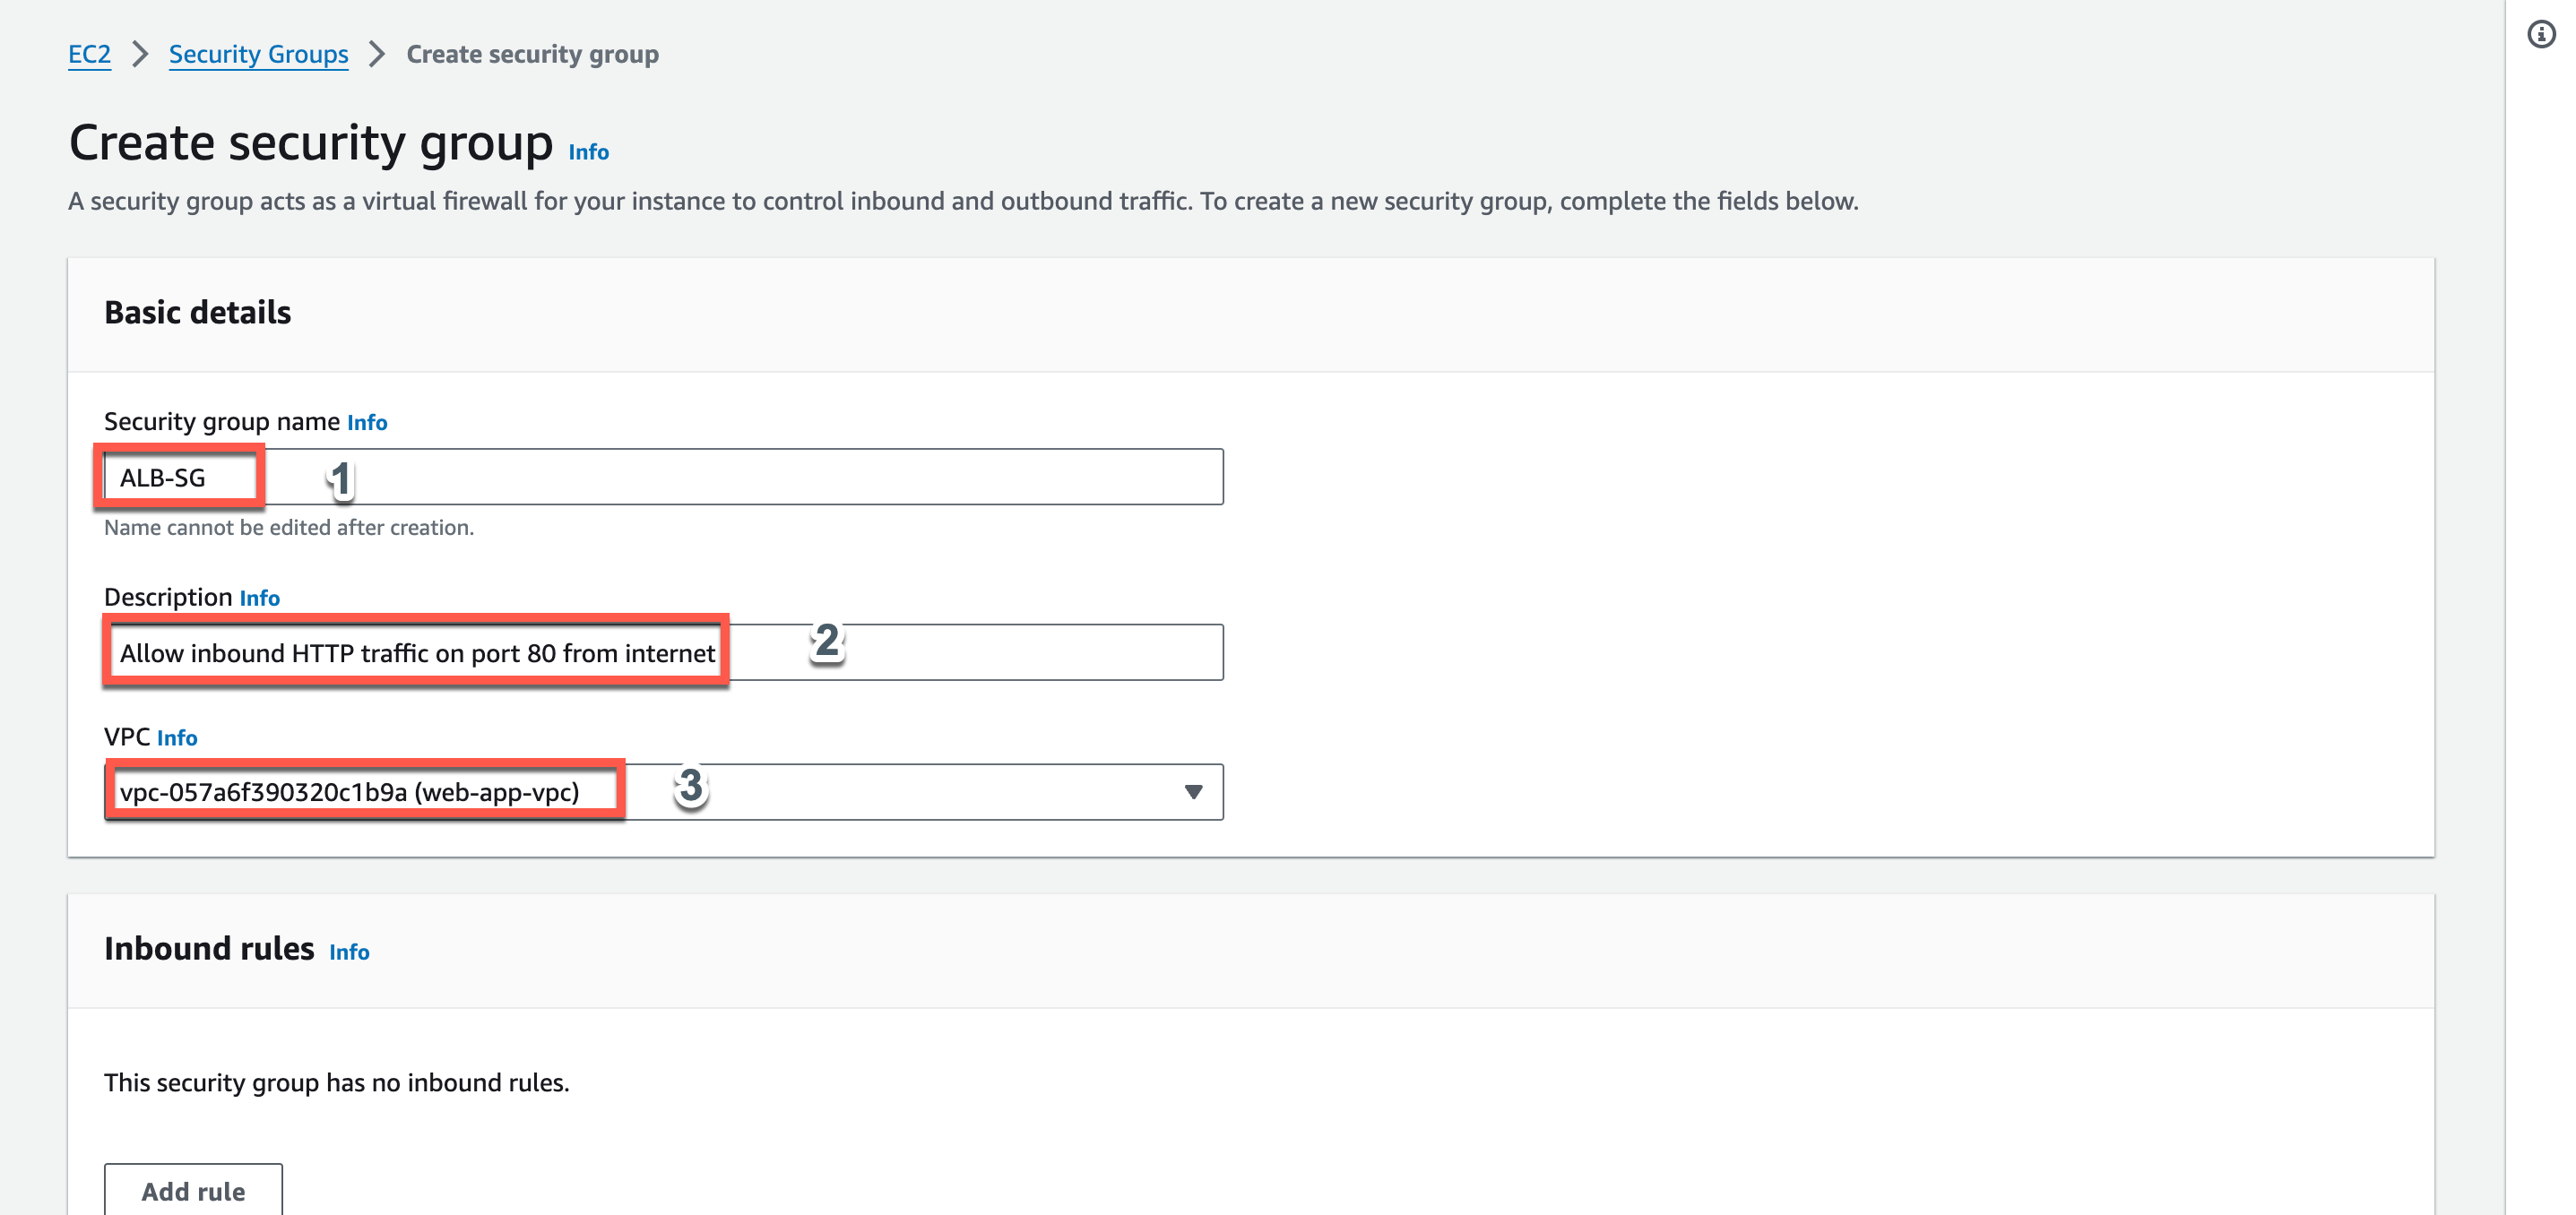 EC2 > Security Groups > Create security group
Create security group Info
A security group acts as a virtual firewall for your instance to control inbound and outbound traffic. To create a new security group, complete the fields below.
Basic details
Security group name Info
ALB-SG 1
Name cannot be edited after creation.
Description Info
Allow inbound HTTP traffic on port 80 from internet 2
VPC Info
vpc-057a6f390320c1b9a (web-app-vpc) 3
Inbound rules Info
This security group has no inbound rules.
Add rule